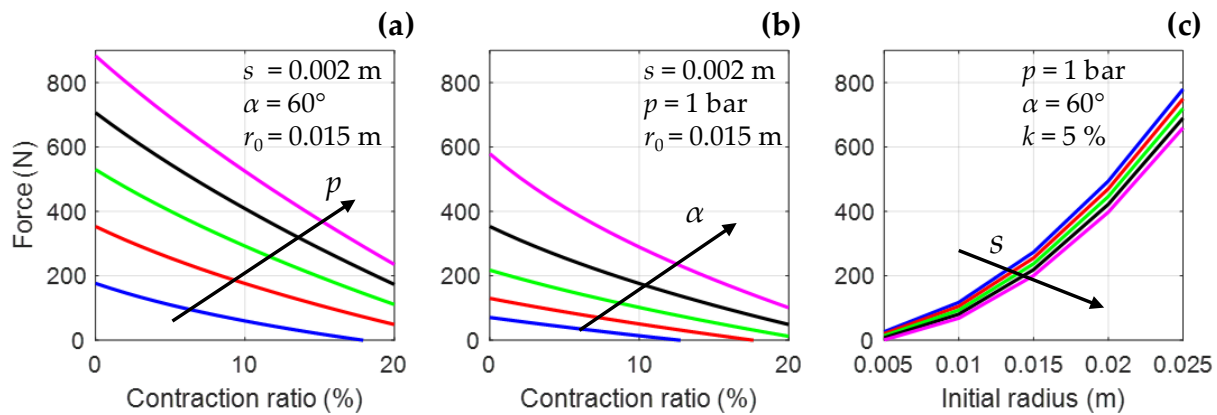 (a)
Force (N)
800
600
400
200
0
s = 0.002 m
α = 60°
r0 = 0.015 m
p
0 10 20
Contraction ratio (%)
(b)
800
600
400
200
0
s = 0.002 m
p = 1 bar
r0 = 0.015 m
α
0 10 20
Contraction ratio (%)
(c)
800
600
400
200
0
p = 1 bar
α = 60°
k = 5 %
s
0.005 0.01 0.015 0.02 0.025
Initial radius (m)